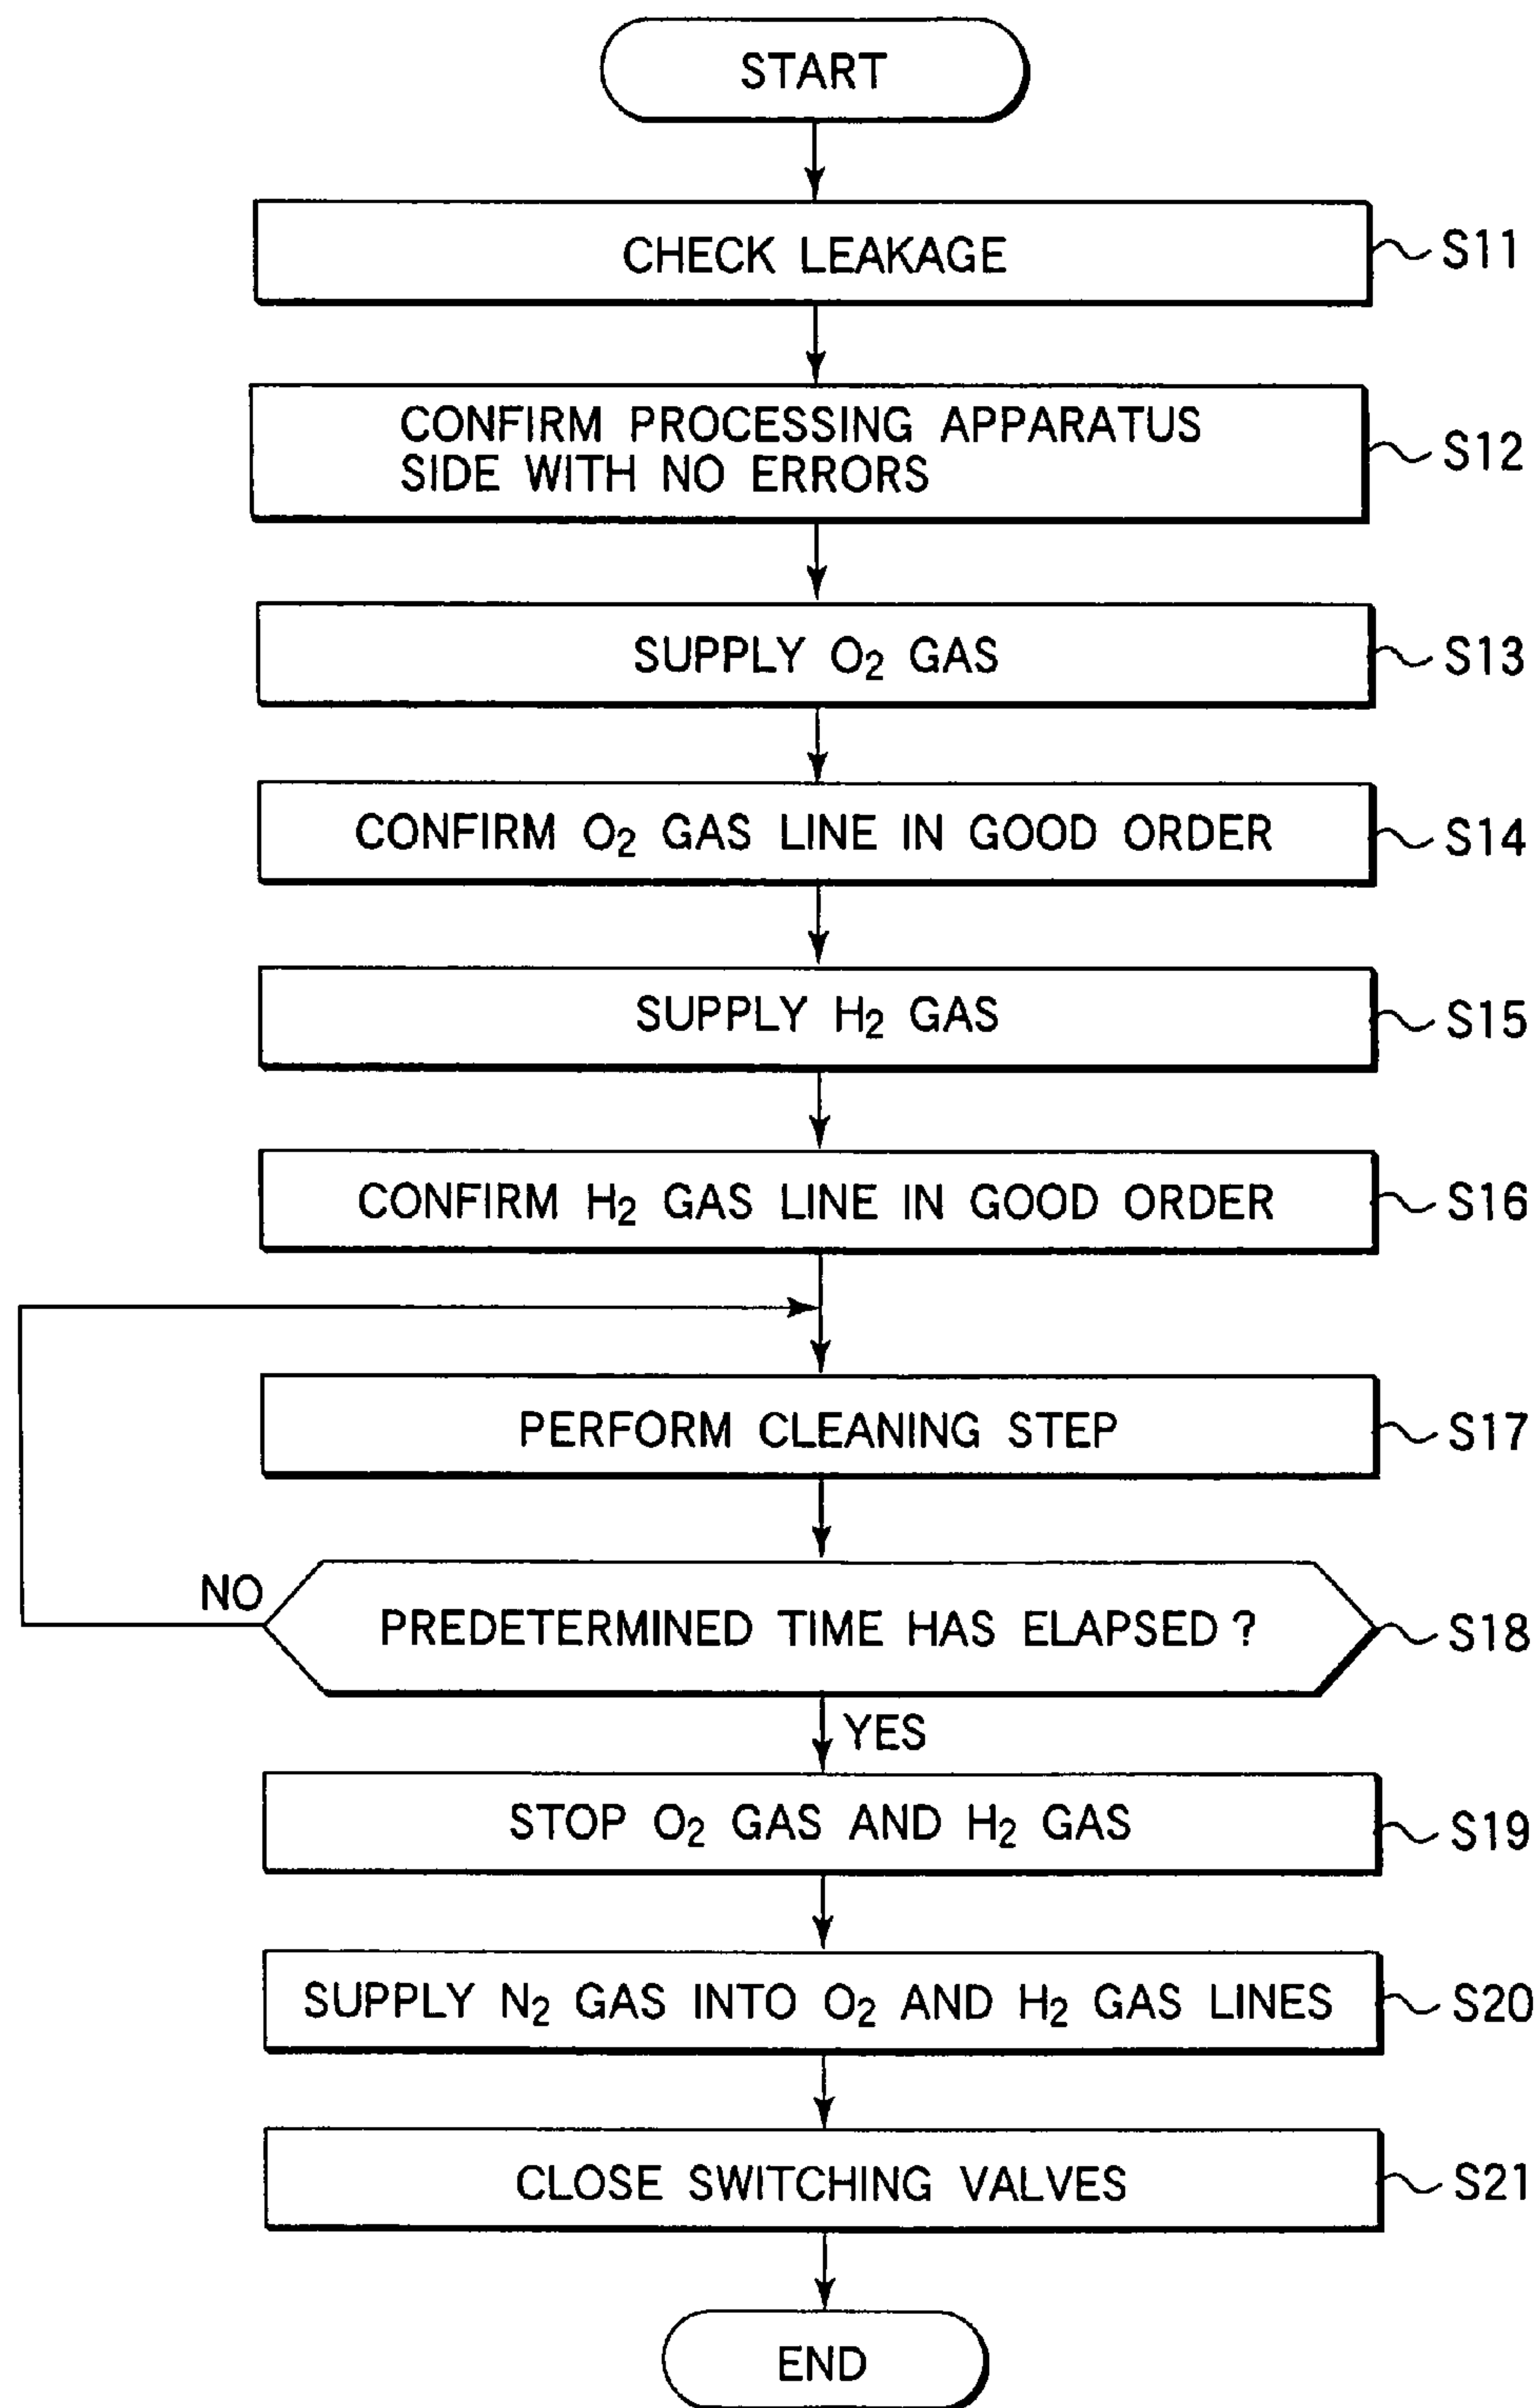 START
CHECK LEAKAGE
S11
CONFIRM PROCESSING APPARATUS
SIDE WITH NO ERRORS
S12
SUPPLY O2 GAS
S13
CONFIRM O2 GAS LINE IN GOOD ORDER
S14
SUPPLY H2 GAS
S15
CONFIRM H2 GAS LINE IN GOOD ORDER
S16
PERFORM CLEANING STEP
S17
NO
PREDETERMINED TIME HAS ELAPSED ?
S18
YES
STOP O2 GAS AND H2 GAS
S19
SUPPLY N2 GAS INTO O2 AND H2 GAS LINES
S20
CLOSE SWITCHING VALVES
S21
END